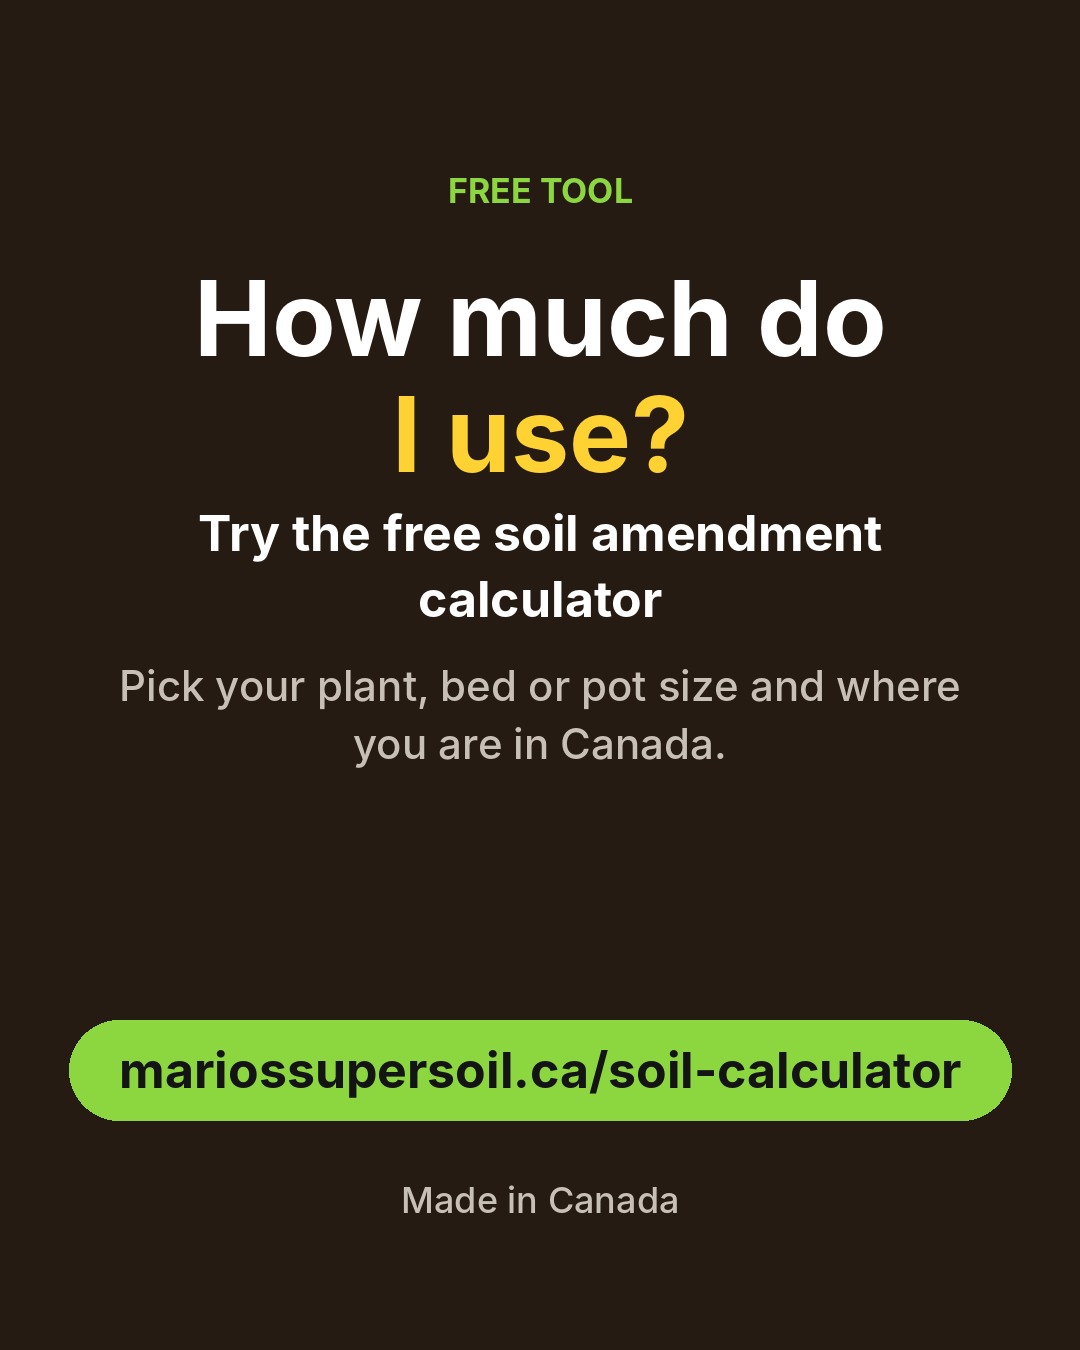 FREE TOOL
How much do
I use?
Try the free soil amendment
calculator
Pick your plant, bed or pot size and where
you are in Canada.
mariossupersoil.ca/soil-calculator
Made in Canada